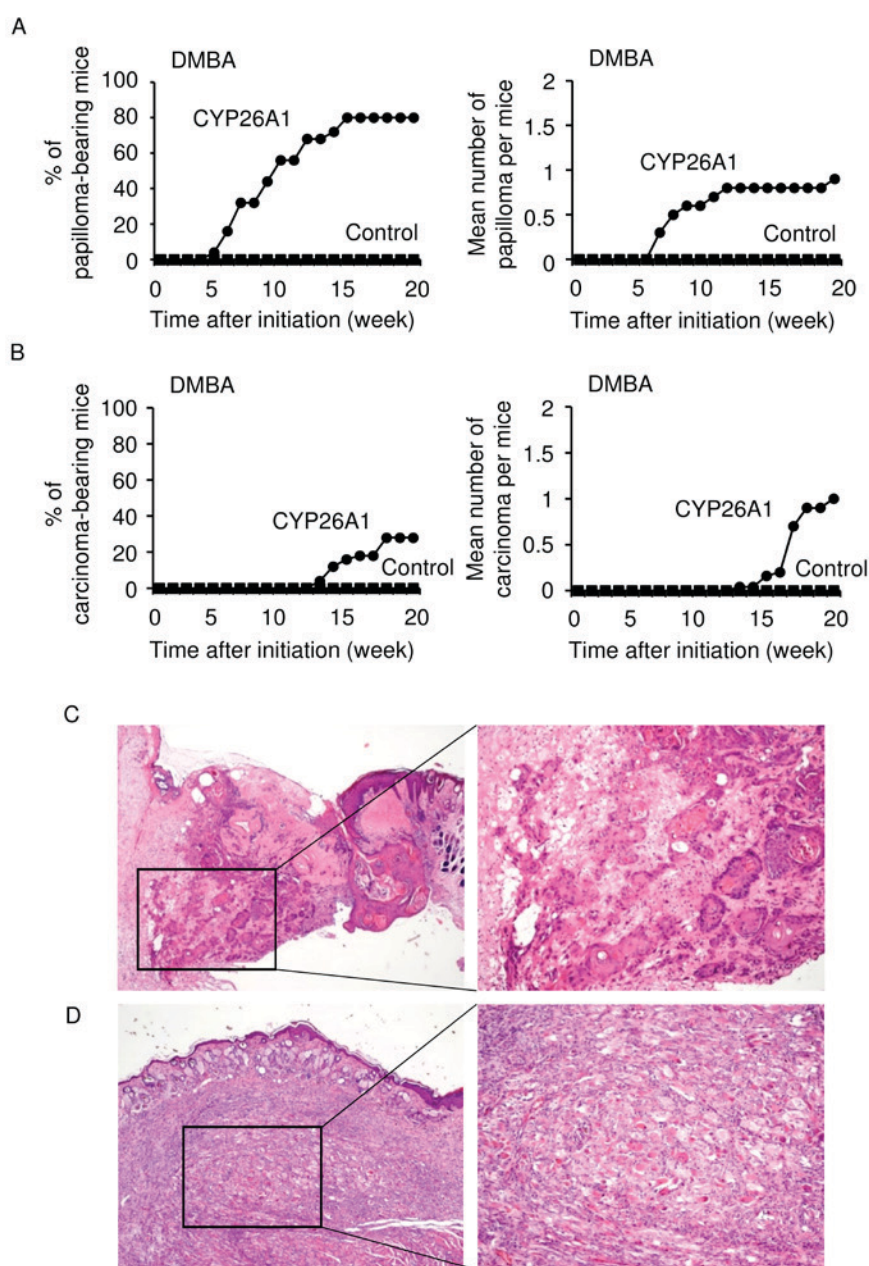 A
DMBA
% of
papilloma-bearing mice
100
80
60
40
20
0
CYP26A1
Control
0 5 10 15 20
Time after initiation (week)
DMBA
Mean number of
papilloma per mice
2
1.5
1
0.5
0
CYP26A1
Control
0 5 10 15 20
Time after initiation (week)
B
DMBA
% of
carcinoma-bearing mice
100
80
60
40
20
0
CYP26A1
Control
0 5 10 15 20
Time after initiation (week)
DMBA
Mean number of
carcinoma per mice
2
1.5
1
0.5
0
CYP26A1
Control
0 5 10 15 20
Time after initiation (week)
C
D